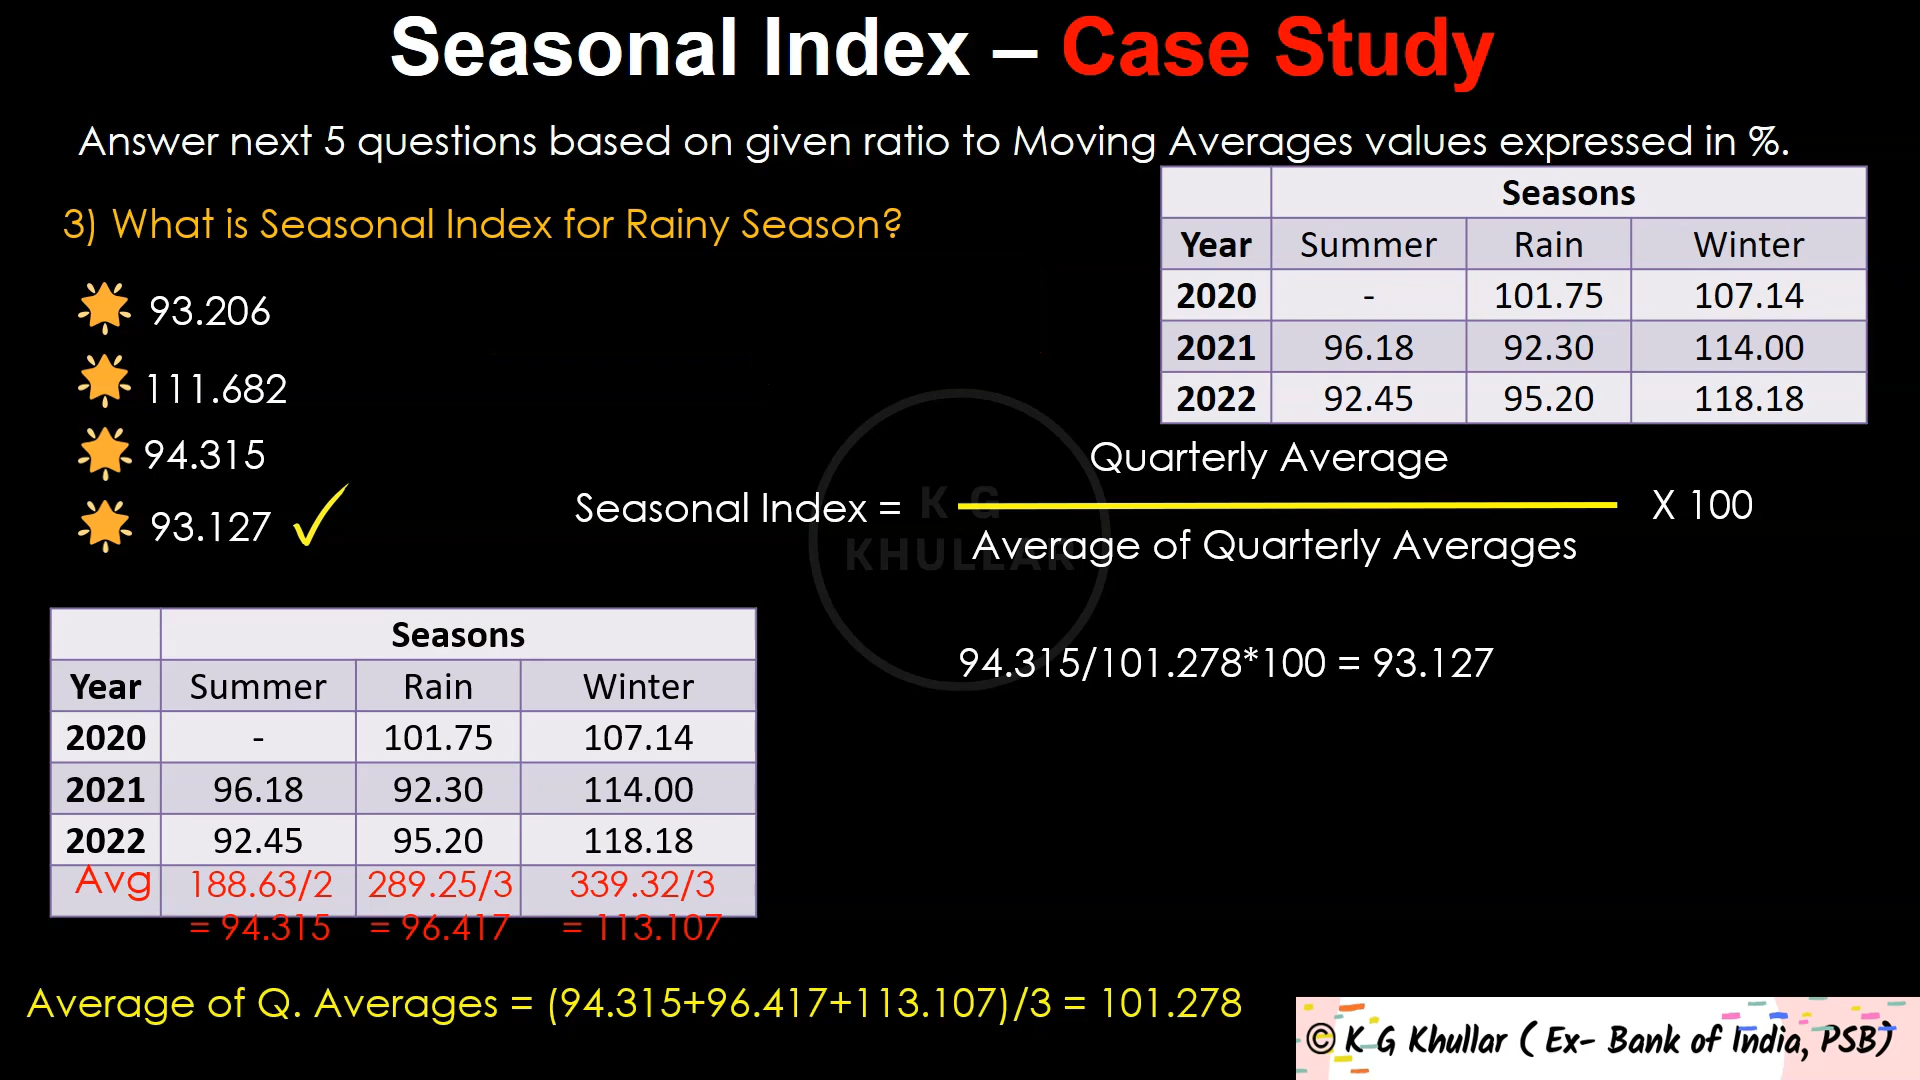 Seasonal Index – Case Study
Answer next 5 questions based on given ratio to Moving Averages values expressed in %.
3) What is Seasonal Index for Rainy Season?
93.206
111.682
94.315
93.127
Seasons
Year Summer Rain Winter
2020 - 101.75 107.14
2021 96.18 92.30 114.00
2022 92.45 95.20 118.18
Quarterly Average
Seasonal Index = X 100
Average of Quarterly Averages
K G
KHULLAR
94.315/101.278*100 = 93.127
Seasons
Year Summer Rain Winter
2020 - 101.75 107.14
2021 96.18 92.30 114.00
2022 92.45 95.20 118.18
Avg 188.63/2 289.25/3 339.32/3
= 94.315 = 96.417 = 113.107
Average of Q. Averages = (94.315+96.417+113.107)/3 = 101.278
© K G Khullar ( Ex- Bank of India, PSB)